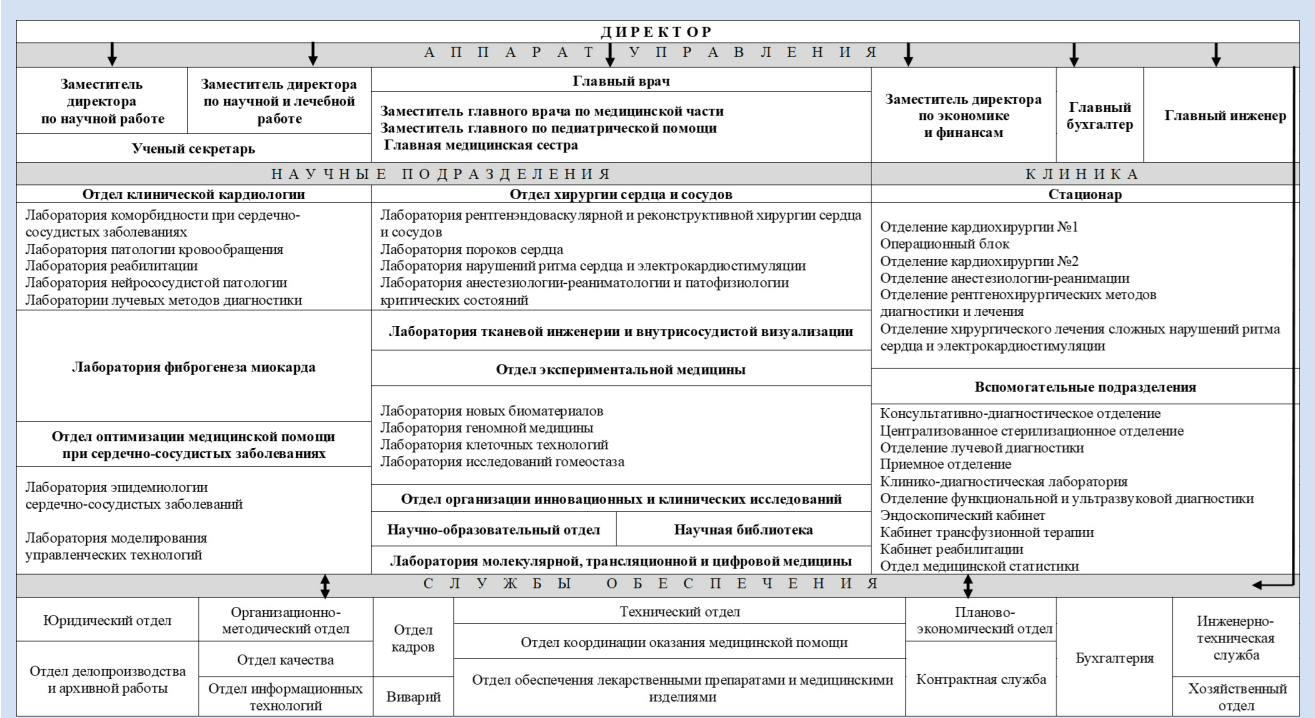 ДИРЕКТОР
АППАРАТ УПРАВЛЕНИЯ
Заместитель
директора
по научной работе
Заместитель директора
по научной и лечебной
работе
Ученый секретарь
Главный врач
Заместитель главного врача по медицинской части
Заместитель главного по педиатрической помощи
Главная медицинская сестра
Заместитель директора
по экономике
и финансам
Главный
бухгалтер
Главный инженер
НАУЧНЫЕ ПОДРАЗДЕЛЕНИЯ
КЛИНИКА
Отдел клинической кардиологии
Лаборатория коморбидности при сердечно-
сосудистых заболеваниях
Лаборатория патологии кровообращения
Лаборатория реабилитации
Лаборатория нейрососудистой патологии
Лаборатории лучевых методов диагностики
Лаборатория фиброгенеза миокарда
Отдел оптимизации медицинской помощи
при сердечно-сосудистых заболеваниях
Лаборатория эпидемиологии
сердечно-сосудистых заболеваний
Лаборатория моделирования
управленческих технологий
Отдел хирургии сердца и сосудов
Лаборатория рентгенэндоваскулярной и реконструктивной хирургии сердца
и сосудов
Лаборатория пороков сердца
Лаборатория нарушений ритма сердца и электрокардиостимуляции
Лаборатория анестезиологии-реаниматологии и патофизиологии
критических состояний
Лаборатория тканевой инженерии и внутрисосудистой визуализации
Отдел экспериментальной медицины
Лаборатория новых биоматериалов
Лаборатория геномной медицины
Лаборатория клеточных технологий
Лаборатория исследований гомеостаза
Отдел организации инновационных и клинических исследований
Научно-образовательный отдел
Научная библиотека
Лаборатория молекулярной, трансляционной и цифровой медицины
Стационар
Отделение кардиохирургии №1
Операционный блок
Отделение кардиохирургии №2
Отделение анестезиологии-реанимации
Отделение рентгенохирургических методов
диагностики и лечения
Отделение хирургического лечения сложных нарушений ритма
сердца и электрокардиостимуляции
Вспомогательные подразделения
Консультативно-диагностическое отделение
Централизованное стерилизационное отделение
Отделение лучевой диагностики
Приемное отделение
Клинико-диагностическая лаборатория
Отделение функциональной и ультразвуковой диагностики
Эндоскопический кабинет
Кабинет трансфузионной терапии
Кабинет реабилитации
Отдел медицинской статистики
СЛУЖБЫ ОБЕСПЕЧЕНИЯ
Юридический отдел
Отдел делопроизводства
и архивной работы
Организационно-
методический отдел
Отдел качества
Отдел информационных
технологий
Отдел
кадров
Виварий
Технический отдел
Отдел координации оказания медицинской помощи
Отдел обеспечения лекарственными препаратами и медицинскими
изделиями
Планово-
экономический отдел
Контрактная служба
Бухгалтерия
Инженерно-
техническая
служба
Хозяйственный
отдел